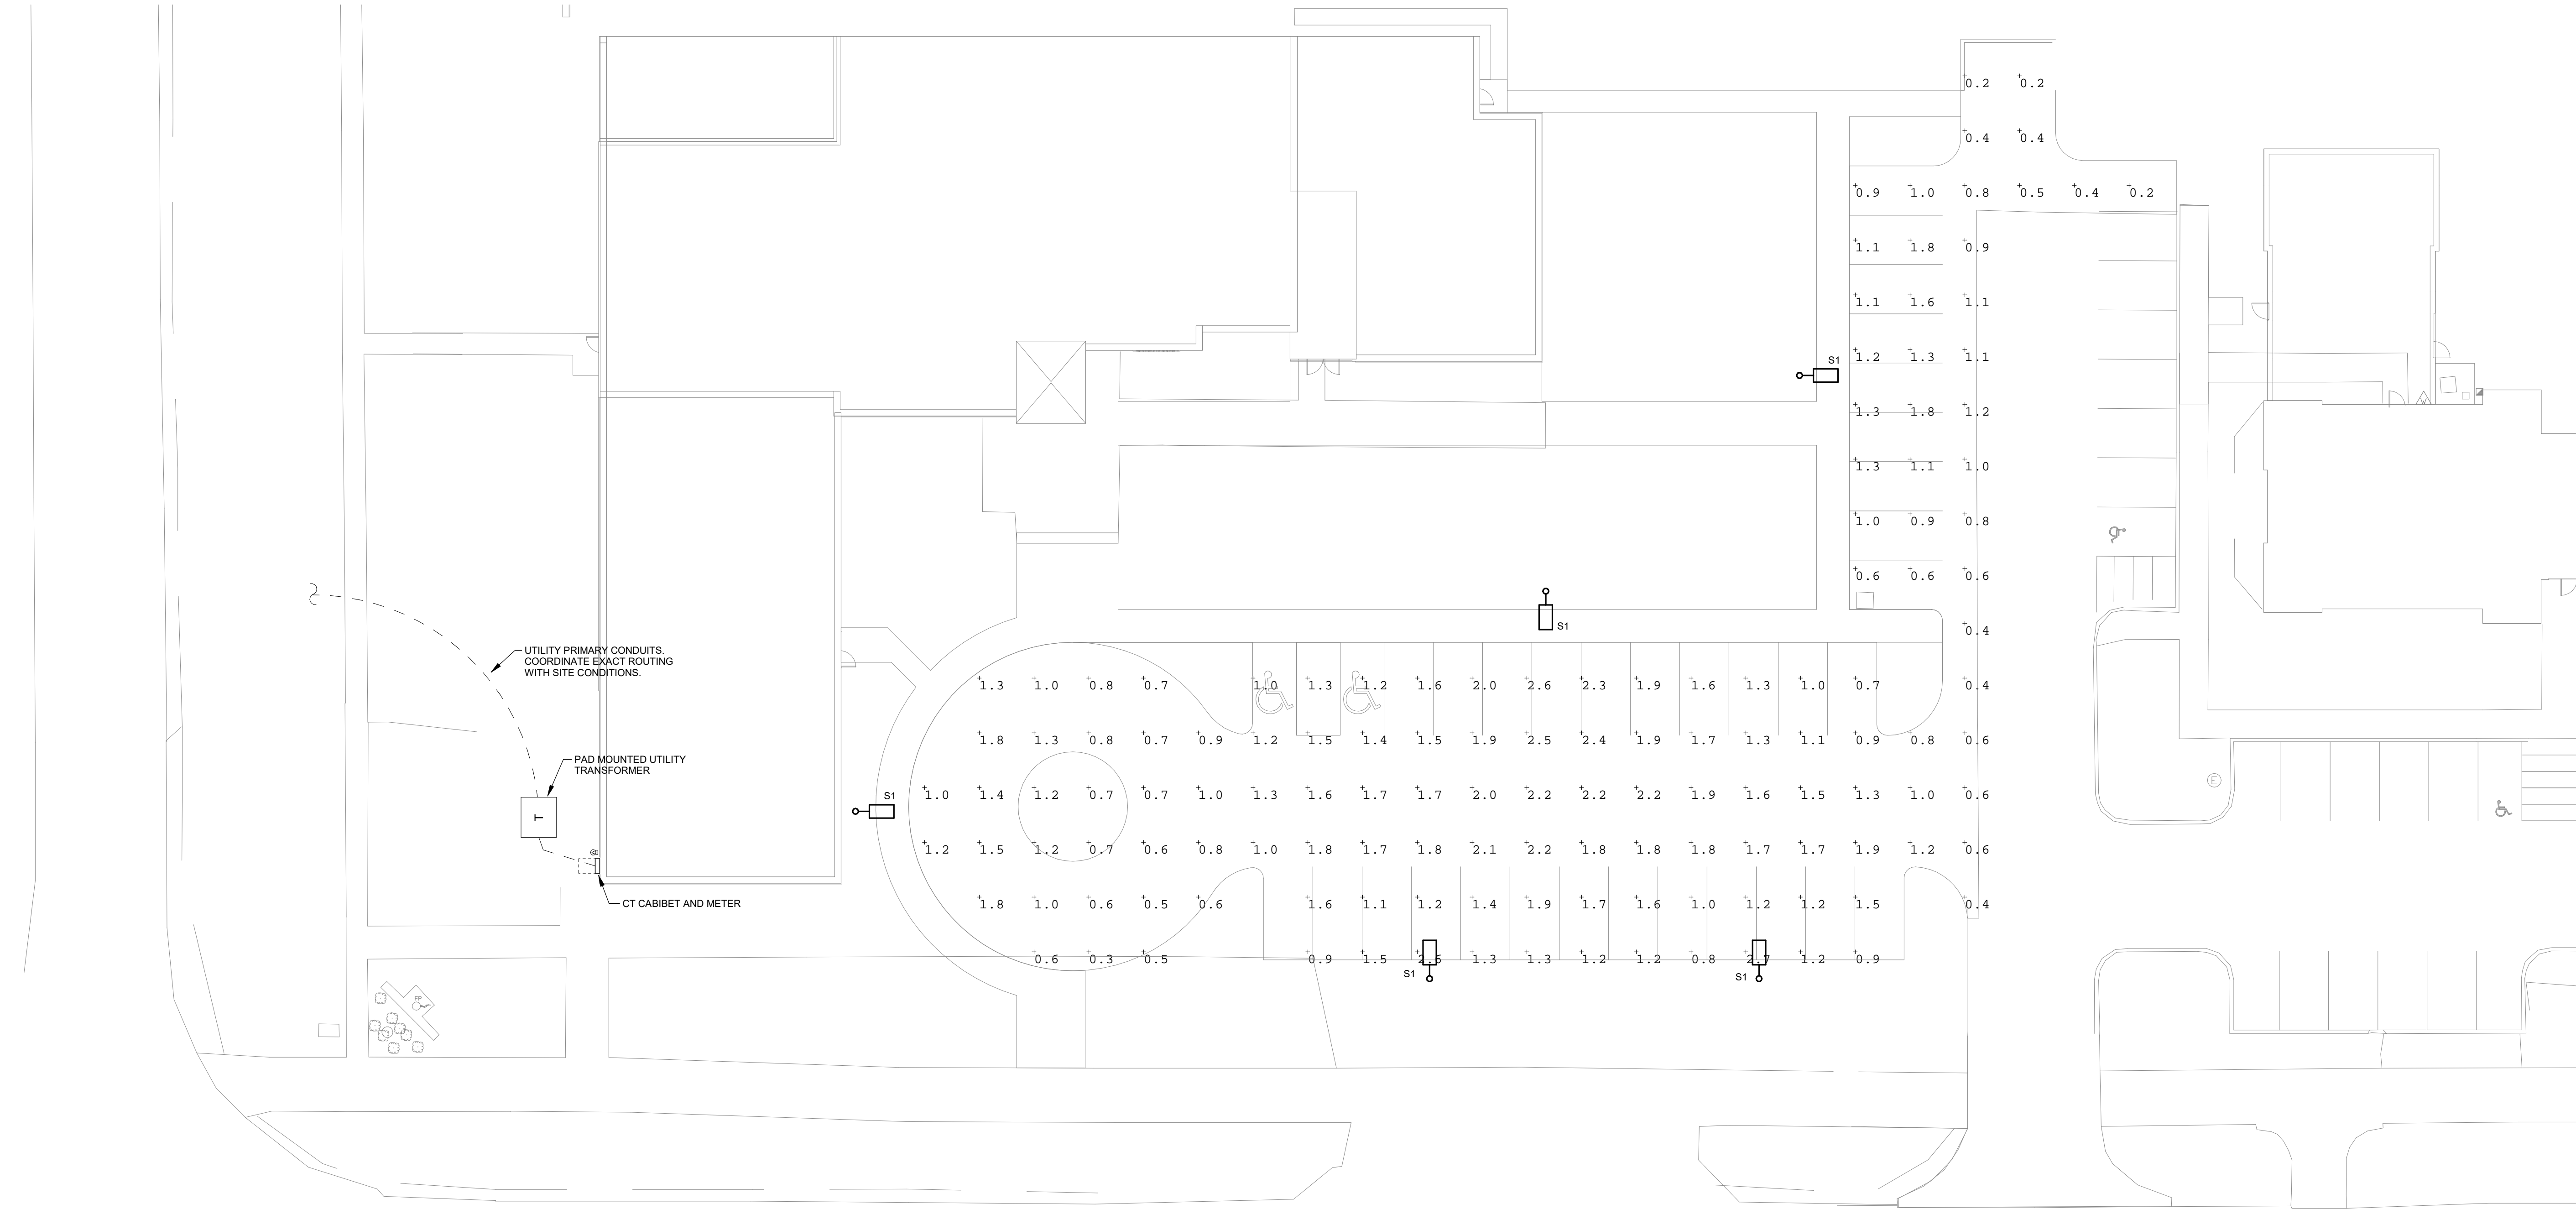 0.2 0.2
0.4 0.4
0.9 1.0 0.8 0.5 0.4 0.2
1.1 1.8 0.9
1.1 1.6 1.1
S1
1.2 1.3 1.1
1.3 1.8 1.2
1.3 1.1 1.0
1.0 0.9 0.8
0.6 0.6 0.6
S1
0.4
UTILITY PRIMARY CONDUITS.
COORDINATE EXACT ROUTING
WITH SITE CONDITIONS.
1.3 1.0 0.8 0.7 1.0 1.3 1.2 1.6 2.0 2.6 2.3 1.9 1.6 1.3 1.0 0.7 0.4
1.8 1.3 0.8 0.7 0.9 1.2 1.5 1.4 1.5 1.9 2.5 2.4 1.9 1.7 1.3 1.1 0.9 0.8 0.6
PAD MOUNTED UTILITY
TRANSFORMER
E
S1
1.0 1.4 1.2 0.7 0.7 1.0 1.3 1.6 1.7 1.7 2.0 2.2 2.2 2.2 1.9 1.6 1.5 1.3 1.0 0.6
T
1.2 1.5 1.2 0.7 0.6 0.8 1.0 1.8 1.7 1.8 2.1 2.2 1.8 1.8 1.8 1.7 1.7 1.9 1.2 0.6
CT CABIBET AND METER
1.8 1.0 0.6 0.5 0.6 1.6 1.1 1.2 1.4 1.9 1.7 1.6 1.0 1.2 1.2 1.5 0.4
0.6 0.3 0.5 0.9 1.5 2.6 1.3 1.3 1.2 1.2 0.8 2.7 1.2 0.9
S1 S1
FP